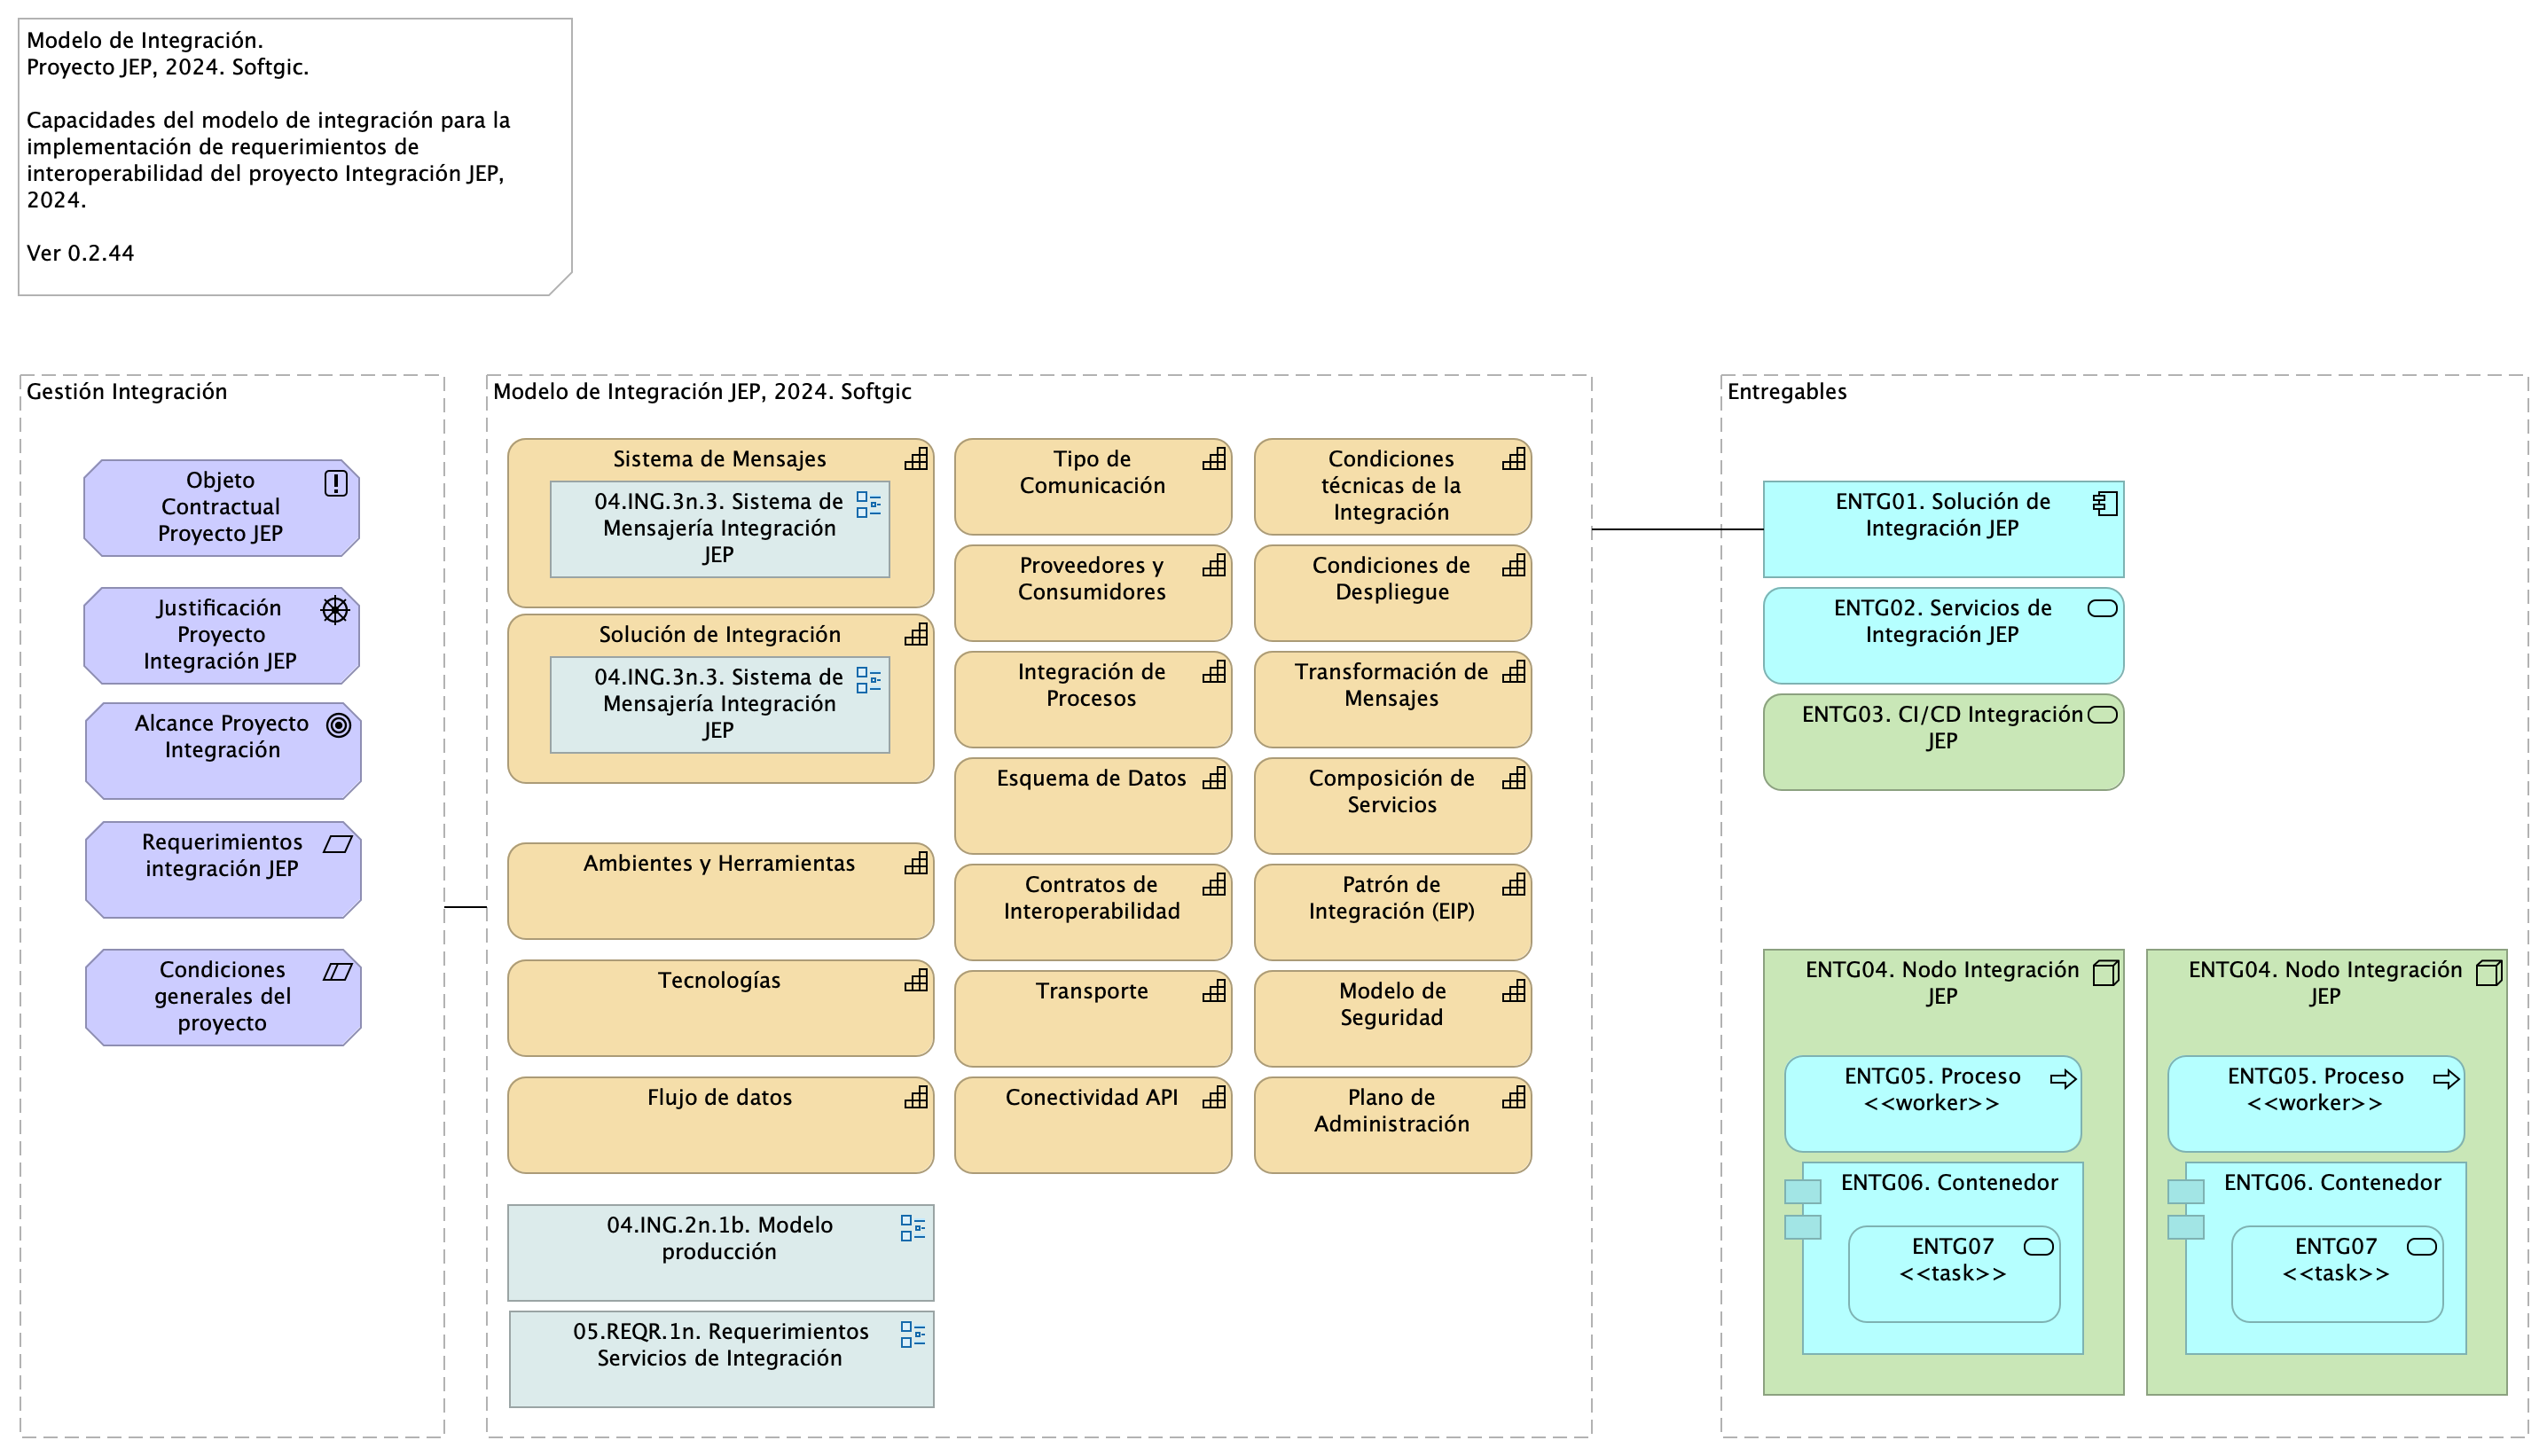 Modelo de Integración.
Proyecto JEP, 2024. Softgic.
Capacidades del modelo de integración para la
implementación de requerimientos de
interoperabilidad del proyecto Integración JEP,
2024.
Ver 0.2.44
Gestión Integración
Objeto
Contractual
Proyecto JEP
Justificación
Proyecto
Integración JEP
Alcance Proyecto
Integración
Requerimientos
integración JEP
Condiciones
generales del
proyecto
Modelo de Integración JEP, 2024. Softgic
Sistema de Mensajes
04.ING.3n.3. Sistema de
Mensajería Integración
JEP
Solución de Integración
04.ING.3n.3. Sistema de
Mensajería Integración
JEP
Ambientes y Herramientas
Tecnologías
Flujo de datos
04.ING.2n.1b. Modelo
producción
05.REQR.1n. Requerimientos
Servicios de Integración
Tipo de
Comunicación
Proveedores y
Consumidores
Integración de
Procesos
Esquema de Datos
Contratos de
Interoperabilidad
Transporte
Conectividad API
Condiciones
técnicas de la
Integración
Condiciones de
Despliegue
Transformación de
Mensajes
Composición de
Servicios
Patrón de
Integración (EIP)
Modelo de
Seguridad
Plano de
Administración
Entregables
ENTG01. Solución de
Integración JEP
ENTG02. Servicios de
Integración JEP
ENTG03. CI/CD Integración
JEP
ENTG04. Nodo Integración
JEP
ENTG05. Proceso
<<worker>>
ENTG06. Contenedor
ENTG07
<<task>>
ENTG04. Nodo Integración
JEP
ENTG05. Proceso
<<worker>>
ENTG06. Contenedor
ENTG07
<<task>>